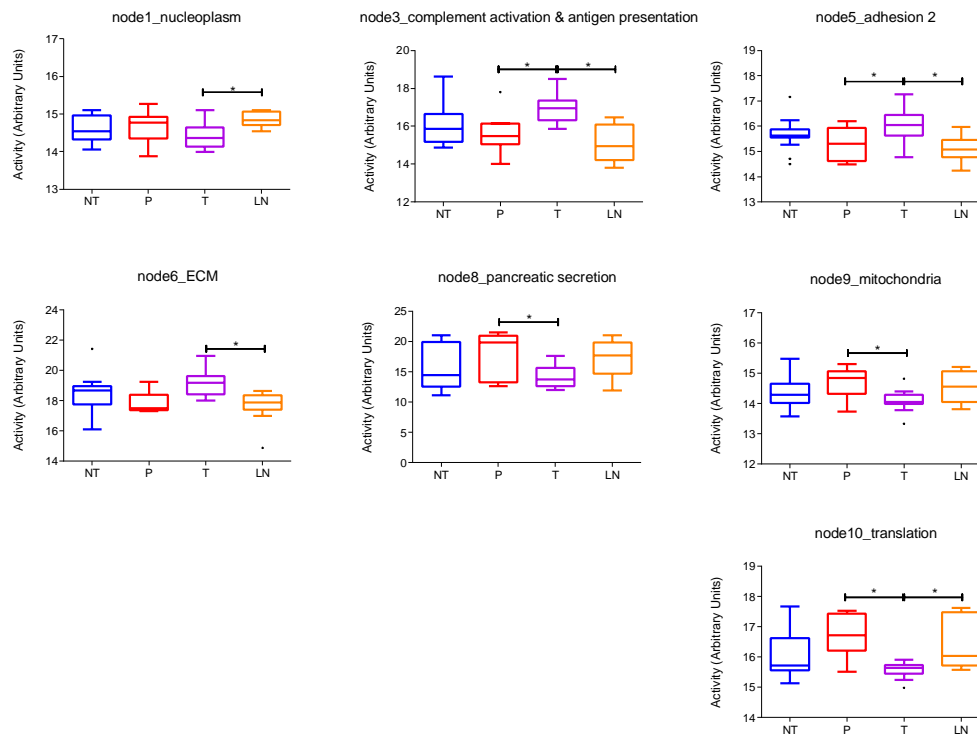 node1_nucleoplasm
Activity (Arbitrary Units)
17
16
15
14
13
NT P T LN
*
node3_complement activation & antigen presentation
Activity (Arbitrary Units)
20
18
16
14
12
NT P T LN
* *
node5_adhesion 2
Activity (Arbitrary Units)
19
18
17
16
15
14
13
NT P T LN
* *
node6_ECM
Activity (Arbitrary Units)
24
22
20
18
16
14
NT P T LN
*
node8_pancreatic secretion
Activity (Arbitrary Units)
25
20
15
10
5
0
NT P T LN
*
node9_mitochondria
Activity (Arbitrary Units)
17
16
15
14
13
12
NT P T LN
*
node10_translation
Activity (Arbitrary Units)
19
18
17
16
15
14
NT P T LN
* *